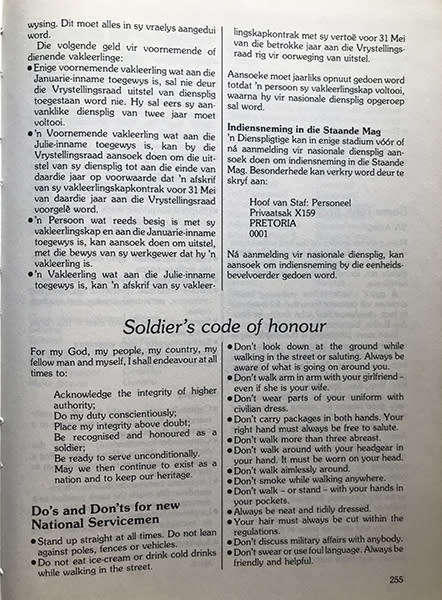 wysing. Dit moet alles in sy vraelys aangedui
word.
Die volgende geld vir voornemende of
dienende vakleerlinge:
●Enige voornemende vakleerling wat aan die
Januarie-inname toegewys is, sal nie deur
die Vrystellingsraad uitstel van diensplig
toegestaan word nie. Hy sal eers sy aan-
vanklike diensplig van twee jaar moet
voltooi.
●'n Voornemende vakleerling wat aan die
Julie-inname toegewys is, kan by die
Vrystellingsraad aansoek doen om die uit-
stel van sy diensplig tot aan die einde van
daardie jaar op voorwaarde dat 'n afskrif
van sy vakleerlingskapkontrak voor 31 Mei
van daardie jaar aan die Vrystellingsraad
voorgelê word.
●'n Persoon wat reeds besig is met sy
vakleerlingskap en aan die Januarie-inname
toegewys is, kan aansoek doen om uitstel,
met die bewys van sy werkgewer dat hy 'n
vakleerling is.
●'n Vakleerling wat aan die Julie-inname
toegewys is, kan 'n afskrif van sy vakleer-
lingskapkontrak met sy vertoë voor 31 Mei
van die betrokke jaar aan die Vrystellings-
raad rig vir oorweging van uitstel.
Aansoeke moet jaarliks opnuut gedoen word
totdat 'n persoon sy vakleerlingskap voltooi,
waarna hy vir nasionale diensplig opgeroep
sal word.
Indiensneming in die Staande Mag
'n Dienspligtige kan in enige stadium vóór of
ná aanmelding vir nasionale diensplig aan-
soek doen om indiensneming in die Staande
Mag. Besonderhede kan verkry word deur te
skryf aan:
Hoof van Staf: Personeel
Privaatsak X159
PRETORIA
0001
Ná aanmelding vir nasionale diensplig, kan
aansoek om indiensneming by die eenheids-
bevelvoerder gedoen word.
Soldier's code of honour
For my God, my people, my country, my
fellow man and myself, I shall endeavour at all
times to:
Acknowledge the integrity of higher
authority;
Do my duty conscientiously;
Place my integrity above doubt;
Be recognised and honoured as a
soldier;
Be ready to serve unconditionally.
May we then continue to exist as a
nation and to keep our heritage.
Do's and Don'ts for new
National Servicemen
●Stand up straight at all times. Do not lean
against poles, fences or vehicles.
●Do not eat ice-cream or drink cold drinks
while walking in the street.
●Don't look down at the ground while
walking in the street or saluting. Always be
aware of what is going on around you.
●Don't walk arm in arm with your girlfriend –
even if she is your wife.
●Don't wear parts of your uniform with
civilian dress.
●Don't carry packages in both hands. Your
right hand must always be free to salute.
●Don't walk more than three abreast.
●Don't walk around with your headgear in
your hand. It must be worn on your head.
●Don't walk aimlessly around.
●Don't smoke while walking anywhere.
●Don't walk – or stand – with your hands in
your pockets.
●Always be neat and tidily dressed.
●Your hair must always be cut within the
regulations.
●Don't discuss military affairs with anybody.
●Don't swear or use foul language. Always be
friendly and helpful.
255